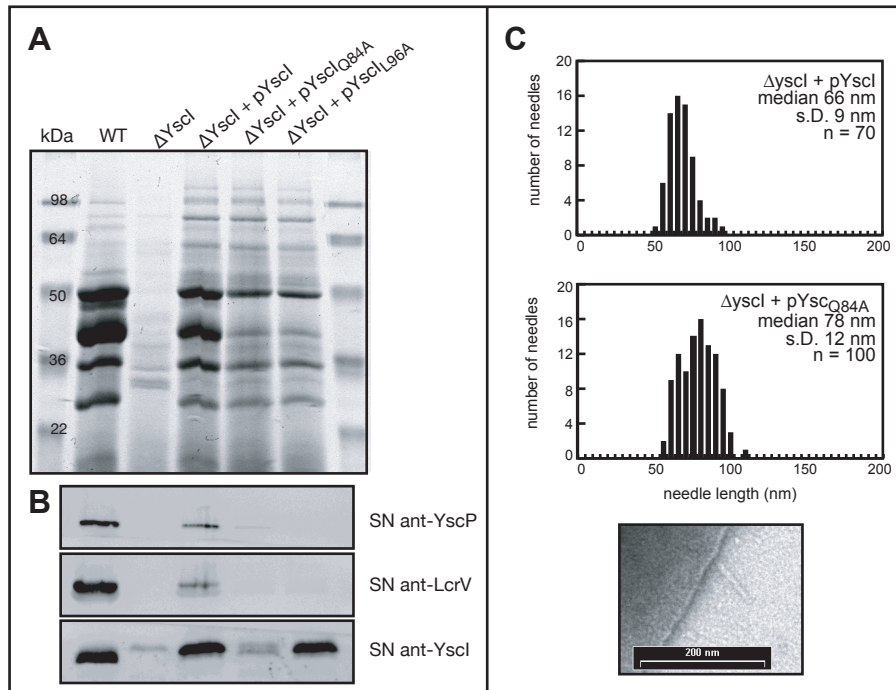 A
kDa
WT
ΔYscI
ΔYscI + pYscI
ΔYscI + pYscIQ84A
ΔYscI + pYscIL96A
98
64
50
36
22
B
SN ant-YscP
SN ant-LcrV
SN ant-YscI
C
number of needles
20
16
12
8
4
0
ΔyscI + pYscI
median 66 nm
s.D. 9 nm
n = 70
0 50 100 150 200
number of needles
20
16
12
8
4
0
ΔyscI + pYscQ84A
median 78 nm
s.D. 12 nm
n = 100
0 50 100 150 200
needle length (nm)
200 nm